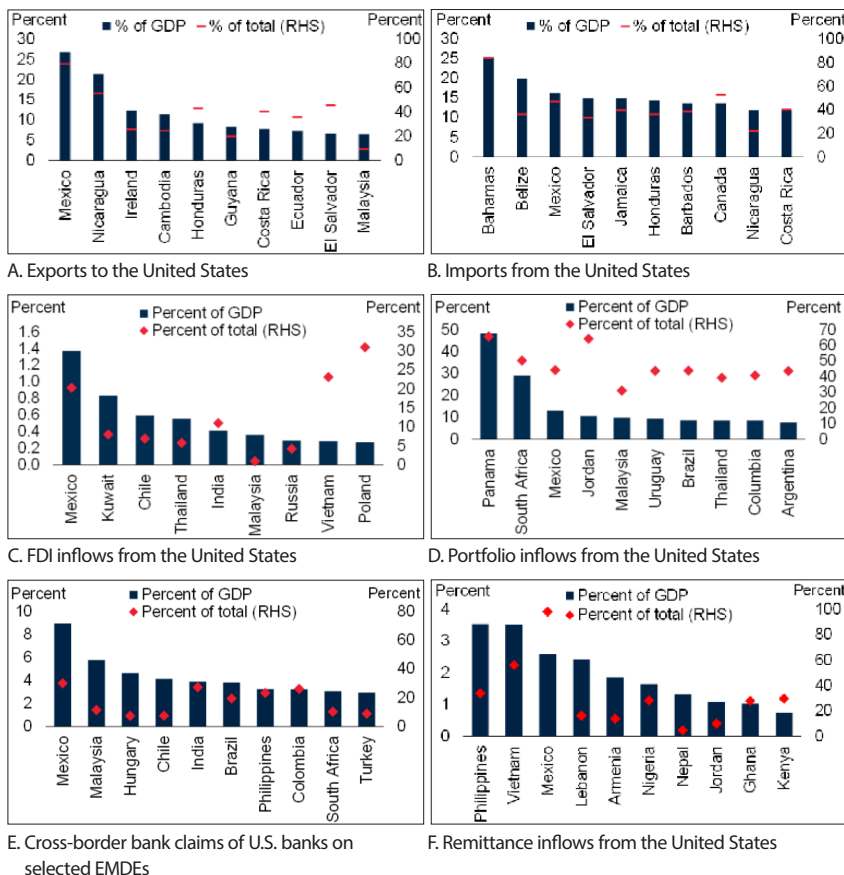 Percent ■ % of GDP – % of total (RHS) Percent
30 100
25 80
20 60
15 40
10 20
5 0
0
Mexico
Nicaragua
Ireland
Cambodia
Honduras
Guyana
Costa Rica
Ecuador
El Salvador
Malaysia
A. Exports to the United States
Percent ■ % of GDP – % of total (RHS) Percent
30 100
25 80
20 60
15 40
10 20
5 0
0
Bahamas
Belize
Mexico
El Salvador
Jamaica
Honduras
Barbados
Canada
Nicaragua
Costa Rica
B. Imports from the United States
Percent Percent
■ Percent of GDP
◆ Percent of total (RHS)
1.6 35
1.4 30
1.2 25
1.0 20
0.8 15
0.6 10
0.4 5
0.2 0
0.0
Mexico
Kuwait
Chile
Thailand
India
Malaysia
Russia
Vietnam
Poland
C. FDI inflows from the United States
Percent Percent
■ Percent of GDP
◆ Percent of total (RHS)
50 70
40 60
30 50
20 40
10 30
0 20
10
0
Panama
South Africa
Mexico
Jordan
Malaysia
Uruguay
Brazil
Thailand
Columbia
Argentina
D. Portfolio inflows from the United States
Percent Percent
■ Percent of GDP
◆ Percent of total (RHS)
10 80
8 60
6 40
4 20
2 0
0
Mexico
Malaysia
Hungary
Chile
India
Brazil
Philippines
Colombia
South Africa
Turkey
E. Cross-border bank claims of U.S. banks on
selected EMDEs
Percent Percent
■ Percent of GDP
◆ Percent of total (RHS)
4 100
3 80
2 60
1 40
1 20
0 0
Philippines
Vietnam
Mexico
Lebanon
Armenia
Nigeria
Nepal
Jordan
Ghana
Kenya
F. Remittance inflows from the United States